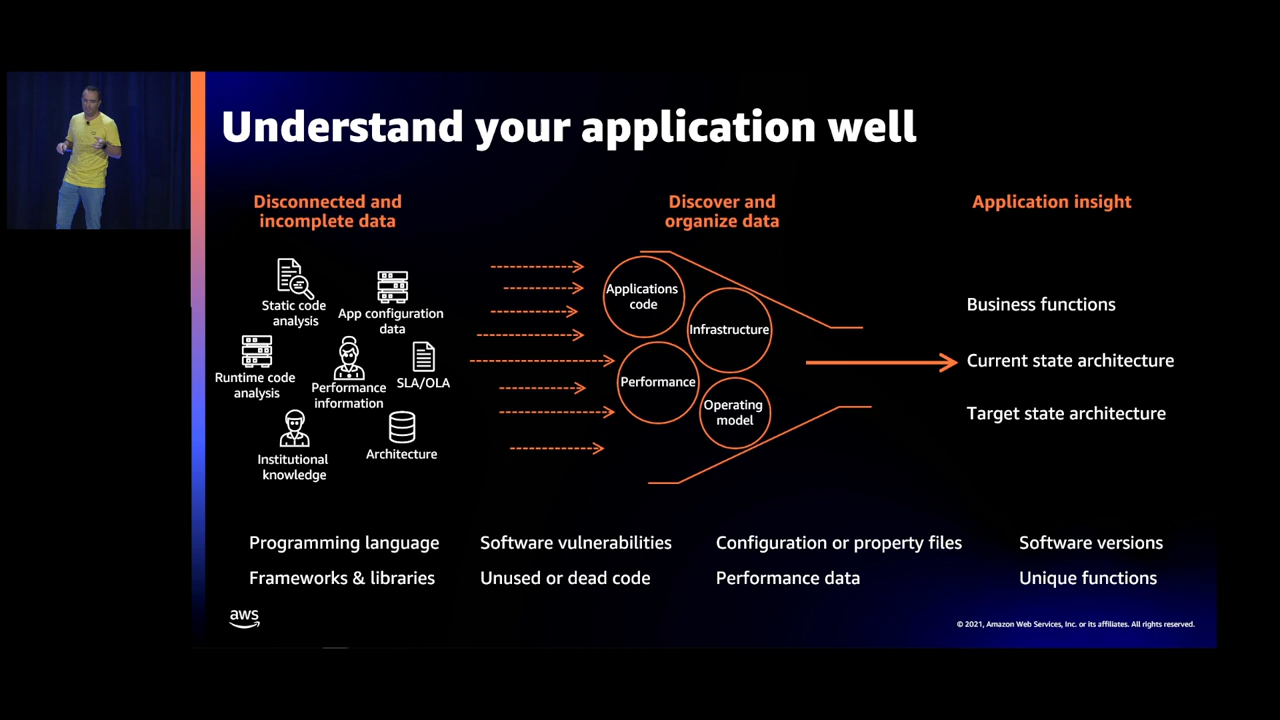 Understand your application well
Disconnected and
incomplete data
Discover and
organize data
Application insight
Static code
analysis
App configuration
data
Runtime code
analysis
Performance
information
SLA/OLA
Institutional
knowledge
Architecture
Applications
code
Infrastructure
Performance
Operating
model
Business functions
Current state architecture
Target state architecture
Programming language
Software vulnerabilities
Configuration or property files
Software versions
Frameworks & libraries
Unused or dead code
Performance data
Unique functions
aws
© 2021, Amazon Web Services, Inc. or its affiliates. All rights reserved.